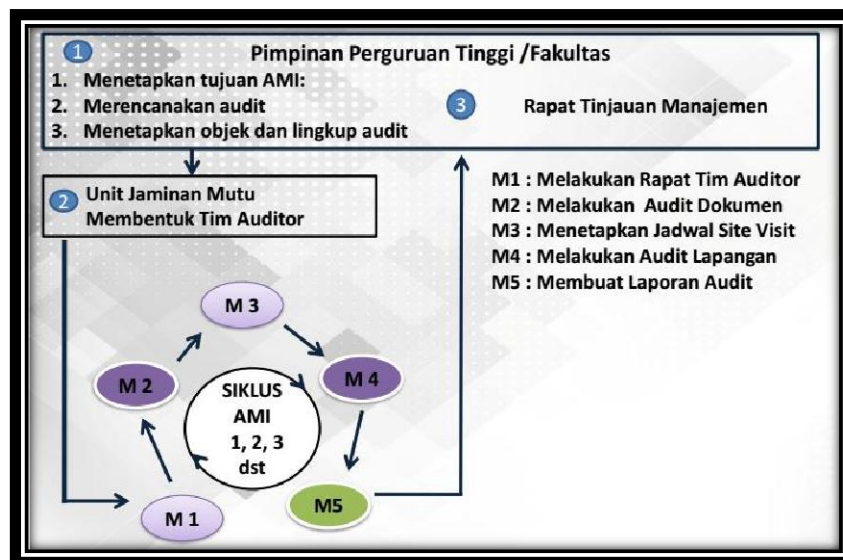 1
Pimpinan Perguruan Tinggi /Fakultas
1. Menetapkan tujuan AMI:
2. Merencanakan audit
3. Menetapkan objek dan lingkup audit
3
Rapat Tinjauan Manajemen
2
Unit Jaminan Mutu
Membentuk Tim Auditor
M1 : Melakukan Rapat Tim Auditor
M2 : Melakukan Audit Dokumen
M3 : Menetapkan Jadwal Site Visit
M4 : Melakukan Audit Lapangan
M5 : Membuat Laporan Audit
M 3
M 2
M 4
SIKLUS
AMI
1, 2, 3
dst
M 1
M5